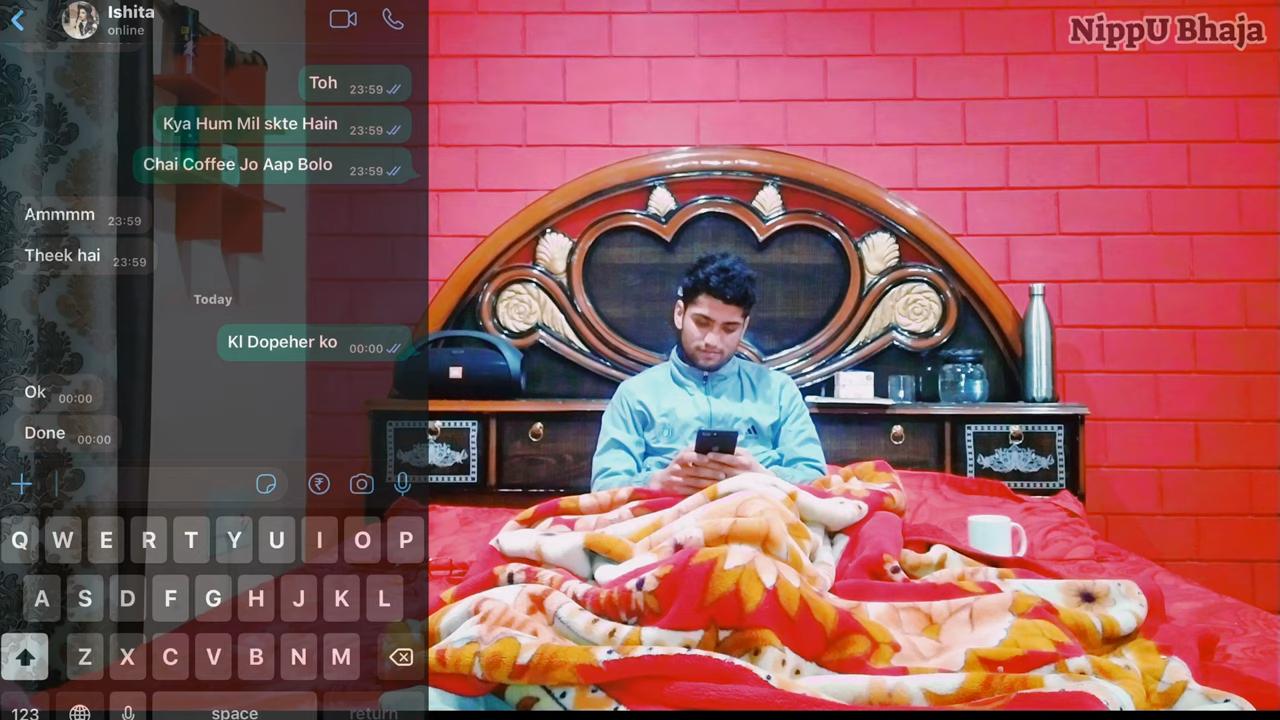 Ishita
online
NippU Bhaja
Toh 23:59
Kya Hum Mil skte Hain 23:59
Chai Coffee Jo Aap Bolo 23:59
Ammmm 23:59
Theek hai 23:59
Today
Kl Dopeher ko 00:00
Ok 00:00
Done 00:00
Q W E R T Y U I O P
A S D F G H J K L
Z X C V B N M
123 space return